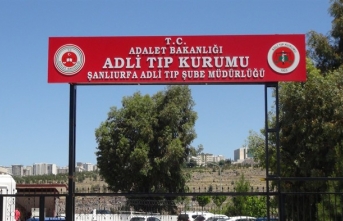 T.C.
ADALET BAKANLIĞI
ADLİ TIP KURUMU
ŞANLIURFA ADLİ TIP ŞUBE MÜDÜRLÜĞÜ